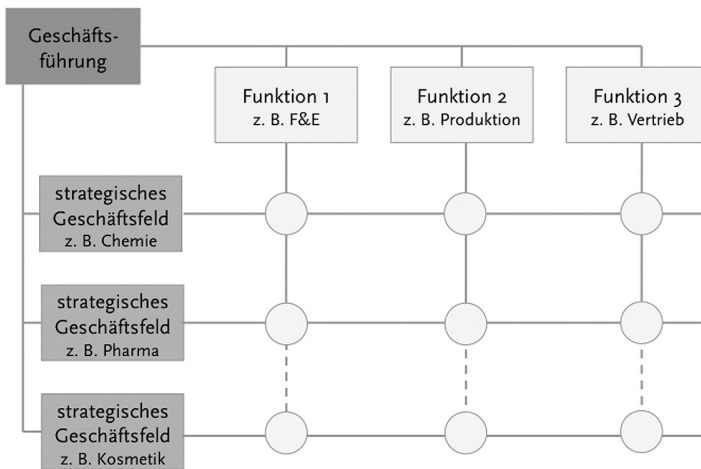 Geschäfts-
führung
Funktion 1
z. B. F&E
Funktion 2
z. B. Produktion
Funktion 3
z. B. Vertrieb
strategisches
Geschäftsfeld
z. B. Chemie
strategisches
Geschäftsfeld
z. B. Pharma
strategisches
Geschäftsfeld
z. B. Kosmetik